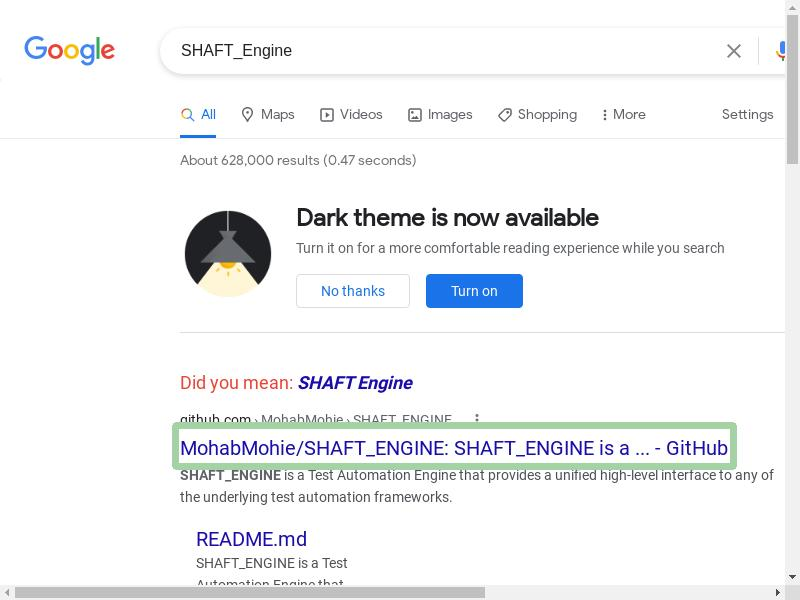 Google
SHAFT_Engine
All
Maps
Videos
Images
Shopping
More
Settings
About 628,000 results (0.47 seconds)
Dark theme is now available
Turn it on for a more comfortable reading experience while you search
No thanks
Turn on
Did you mean: SHAFT Engine
github.com › MohabMohie › SHAFT_ENGINE
MohabMohie/SHAFT_ENGINE: SHAFT_ENGINE is a ... - GitHub
SHAFT_ENGINE is a Test Automation Engine that provides a unified high-level interface to any of
the underlying test automation frameworks.
README.md
SHAFT_ENGINE is a Test
Automation Engine that